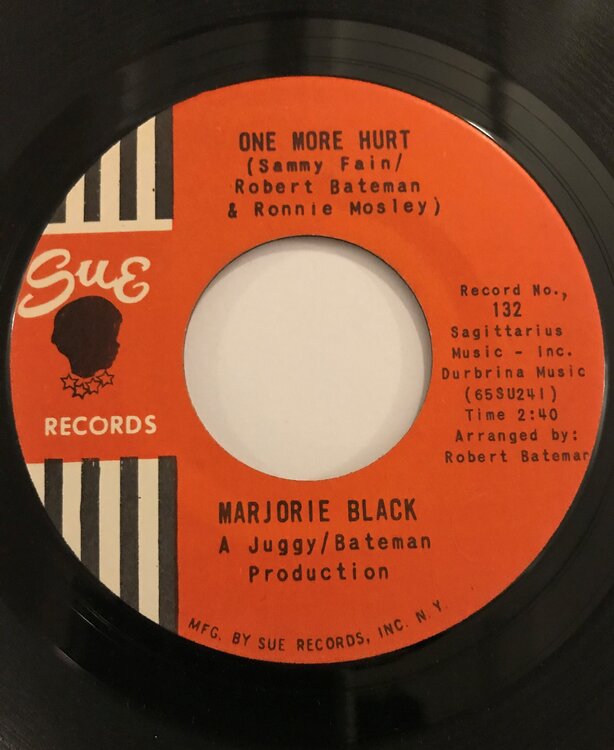 ONE MORE HURT
(Sammy Fain/
Robert Bateman
& Ronnie Mosley)
Sue
RECORDS
Record No.,
132
Sagittarius
Music - Inc.
Durbrina Music
(65SU241)
Time 2:40
Arranged by:
Robert Bateman
MARJORIE BLACK
A Juggy/Bateman
Production
MFG. BY SUE RECORDS, INC. N.Y.